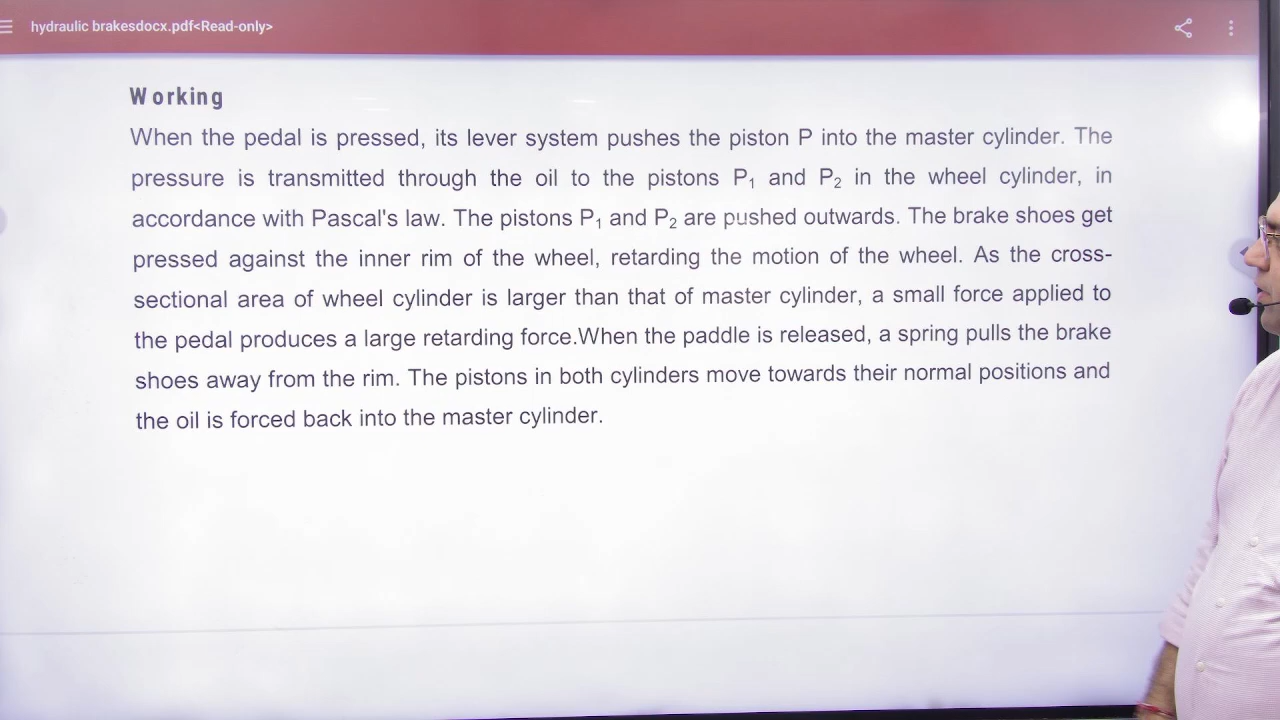 hydraulic brakesdocx.pdf<Read-only>
Working
When the pedal is pressed, its lever system pushes the piston P into the master cylinder. The
pressure is transmitted through the oil to the pistons P₁ and P₂ in the wheel cylinder, in
accordance with Pascal's law. The pistons P₁ and P₂ are pushed outwards. The brake shoes get
pressed against the inner rim of the wheel, retarding the motion of the wheel. As the cross-
sectional area of wheel cylinder is larger than that of master cylinder, a small force applied to
the pedal produces a large retarding force.When the paddle is released, a spring pulls the brake
shoes away from the rim. The pistons in both cylinders move towards their normal positions and
the oil is forced back into the master cylinder.